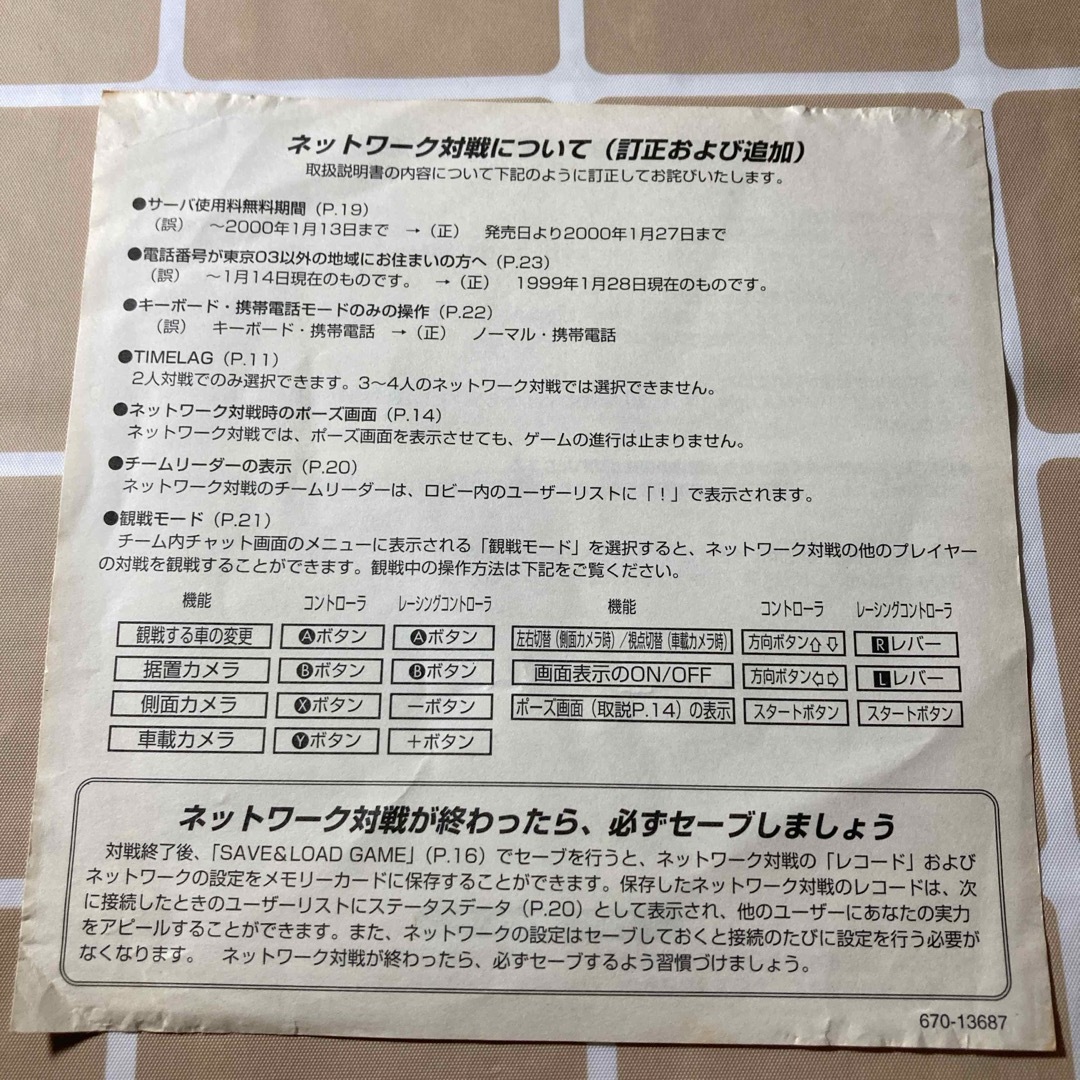 ネットワーク対戦について（訂正および追加）
取扱説明書の内容について下記のように訂正してお詫びいたします。
●サーバ使用料無料期間（P.19）
（誤）　～2000年1月13日まで　→（正）　発売日より2000年1月27日まで
●電話番号が東京03以外の地域にお住まいの方へ（P.23）
（誤）　～1月14日現在のものです。　→（正）　1999年1月28日現在のものです。
●キーボード・携帯電話モードのみの操作（P.22）
（誤）　キーボード・携帯電話　→（正）　ノーマル・携帯電話
●TIMELAG（P.11）
2人対戦でのみ選択できます。3～4人のネットワーク対戦では選択できません。
●ネットワーク対戦時のポーズ画面（P.14）
ネットワーク対戦では、ポーズ画面を表示させても、ゲームの進行は止まりません。
●チームリーダーの表示（P.20）
ネットワーク対戦のチームリーダーは、ロビー内のユーザーリストに「！」で表示されます。
●観戦モード（P.21）
チーム内チャット画面のメニューに表示される「観戦モード」を選択すると、ネットワーク対戦の他のプレイヤー
の対戦を観戦することができます。観戦中の操作方法は下記をご覧ください。
機能　コントローラ　レーシングコントローラ
観戦する車の変更　Aボタン　Aボタン
据置カメラ　Bボタン　Bボタン
側面カメラ　Xボタン　－ボタン
車載カメラ　Yボタン　＋ボタン
機能　コントローラ　レーシングコントローラ
左右切替（側面カメラ時）／視点切替（車載カメラ時）　方向ボタン⇧⇩　Rレバー
画面表示のON/OFF　方向ボタン⇦⇨　Lレバー
ポーズ画面（取説P.14）の表示　スタートボタン　スタートボタン
ネットワーク対戦が終わったら、必ずセーブしましょう
対戦終了後、「SAVE&LOAD GAME」（P.16）でセーブを行うと、ネットワーク対戦の「レコード」および
ネットワークの設定をメモリーカードに保存することができます。保存したネットワーク対戦のレコードは、次
に接続したときのユーザーリストにステータスデータ（P.20）として表示され、他のユーザーにあなたの実力
をアピールすることができます。また、ネットワークの設定はセーブしておくと接続のたびに設定を行う必要が
なくなります。　ネットワーク対戦が終わったら、必ずセーブするよう習慣づけましょう。
670-13687